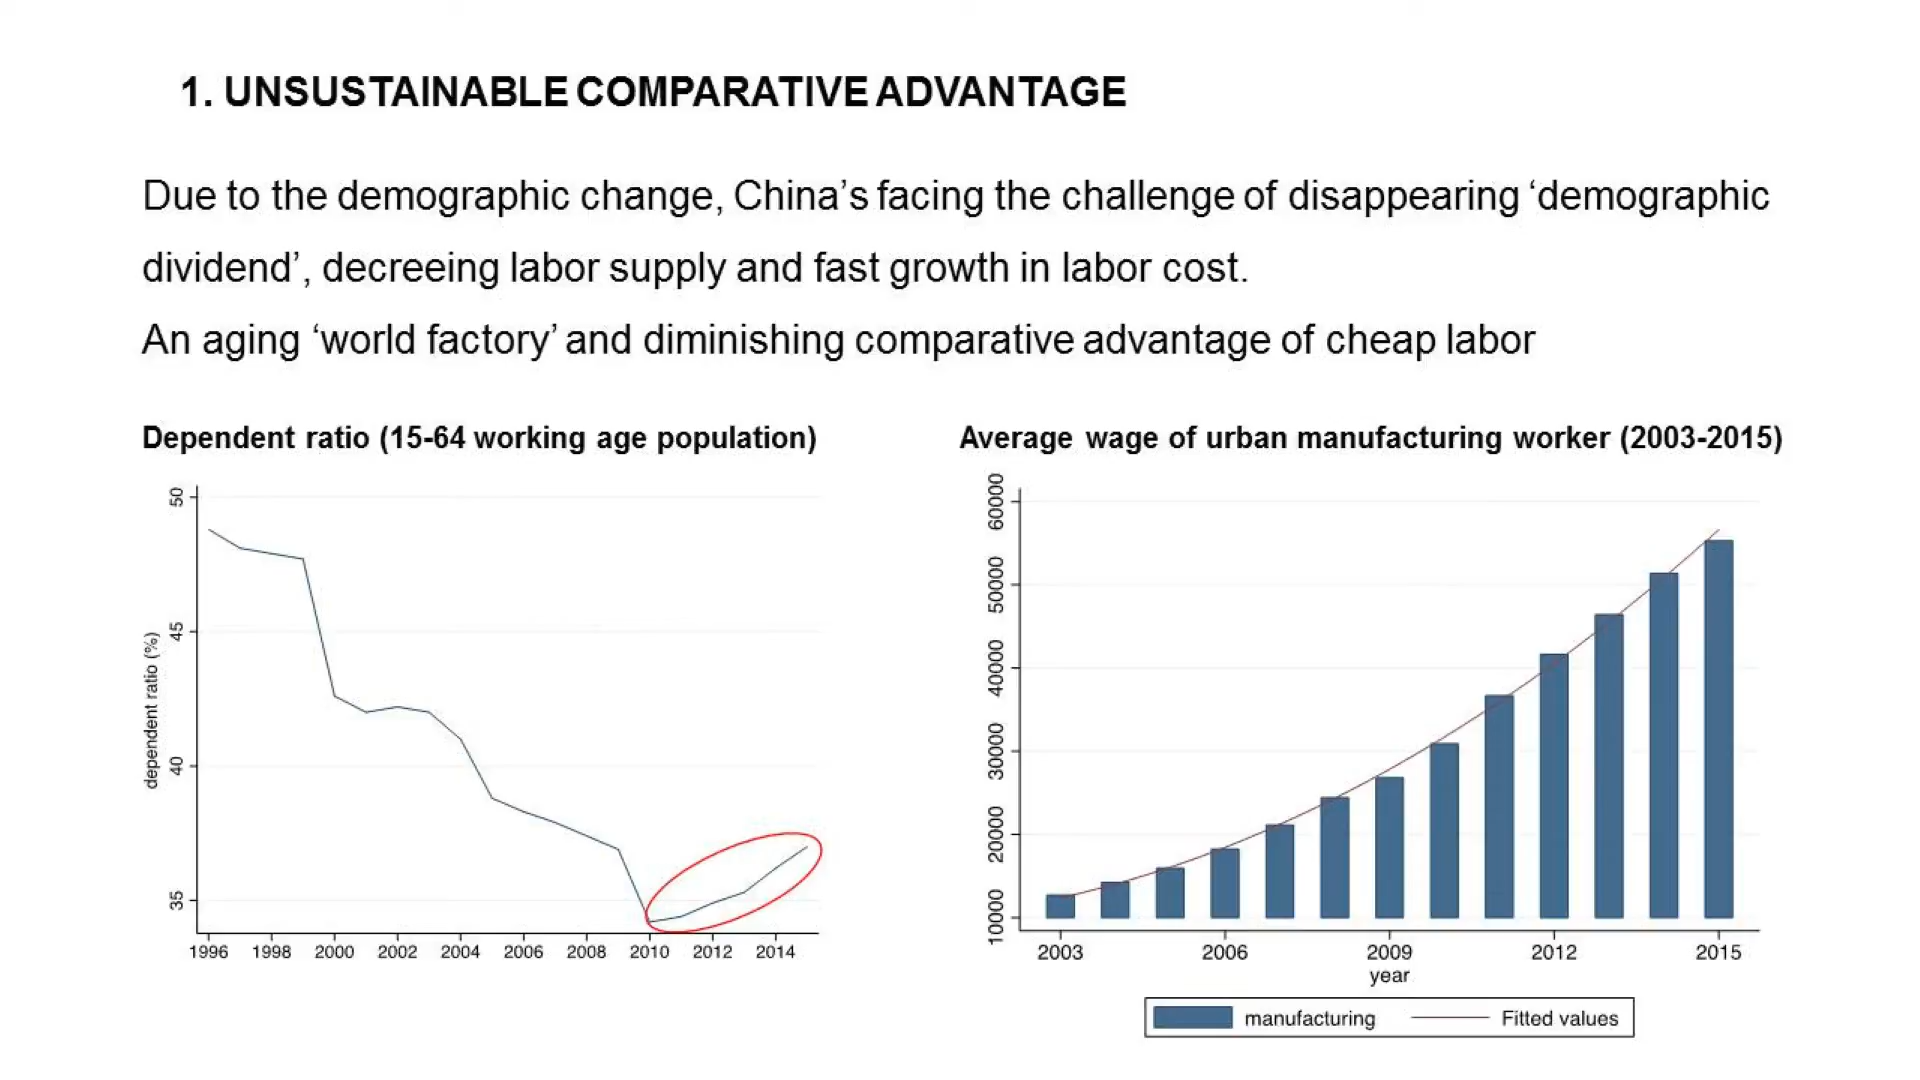 1. UNSUSTAINABLE COMPARATIVE ADVANTAGE
Due to the demographic change, China’s facing the challenge of disappearing ‘demographic
dividend’, decreeing labor supply and fast growth in labor cost.
An aging ‘world factory’ and diminishing comparative advantage of cheap labor
Dependent ratio (15-64 working age population)
50
45
40
35
dependent ratio (%)
1996 1998 2000 2002 2004 2006 2008 2010 2012 2014
Average wage of urban manufacturing worker (2003-2015)
60000
50000
40000
30000
20000
10000
2003 2006 2009 2012 2015
year
manufacturing Fitted values